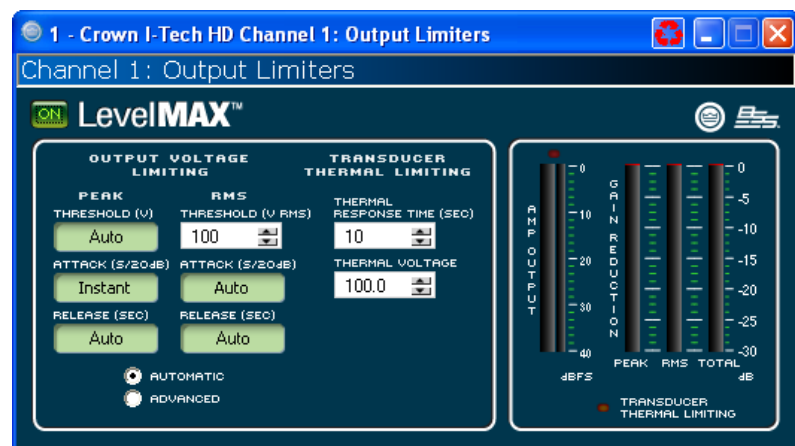 1 - Crown I-Tech HD Channel 1: Output Limiters
Channel 1: Output Limiters
ON LevelMAX™
BSS
OUTPUT VOLTAGE
LIMITING
TRANSDUCER
THERMAL LIMITING
PEAK
THRESHOLD (V)
Auto
ATTACK (S/20dB)
Instant
RELEASE (SEC)
Auto
RMS
THRESHOLD (V RMS)
100
ATTACK (S/20dB)
Auto
RELEASE (SEC)
Auto
THERMAL
RESPONSE TIME (SEC)
10
THERMAL VOLTAGE
100.0
AUTOMATIC
ADVANCED
AMP OUTPUT
0
10
20
30
40
dBFS
GAIN REDUCTION
0
-5
-10
-15
-20
-25
-30
dB
PEAK RMS TOTAL
TRANSDUCER
THERMAL LIMITING